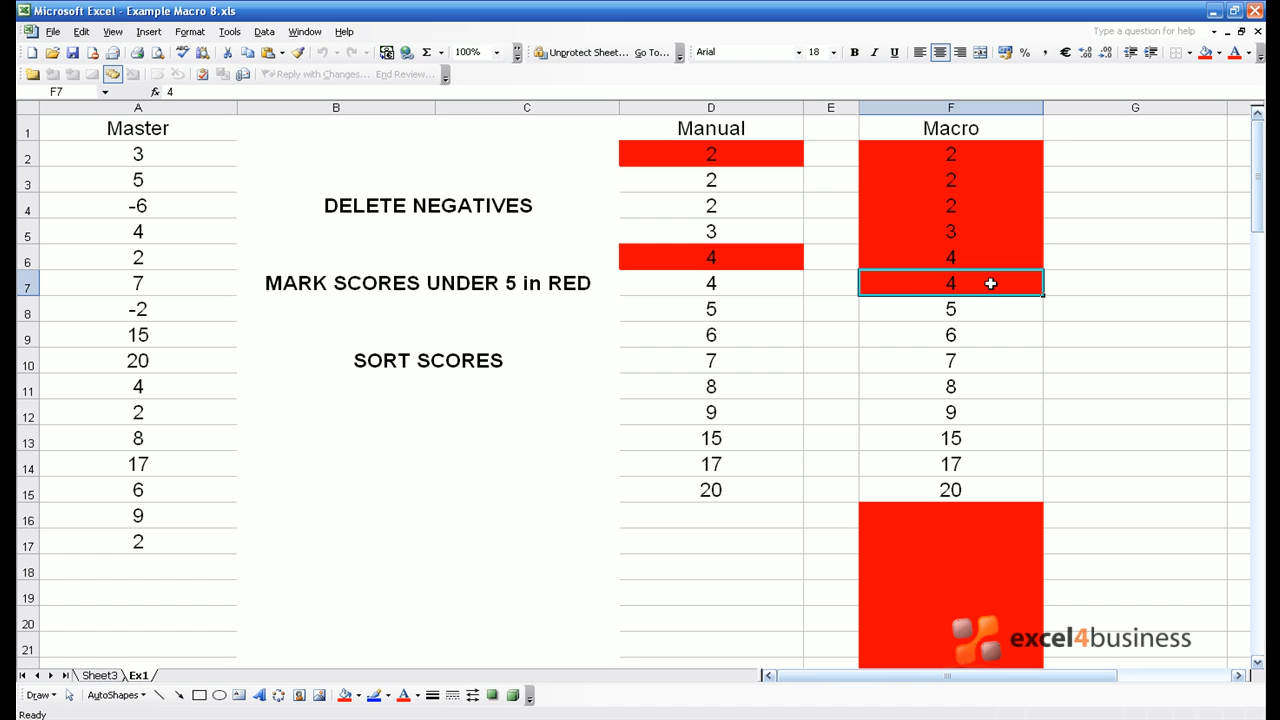 Microsoft Excel - Example Macro 8.xls
File Edit View Insert Format Tools Data Window Help
Type a question for help
100% Unprotect Sheet... Go To... Arial 18
Reply with Changes... End Review...
F7 fx 4
A B C D E F G
1 Master Manual Macro
2 3 2 2
3 5 2 2
4 -6 DELETE NEGATIVES 2 2
5 4 3 3
6 2 4 4
7 7 MARK SCORES UNDER 5 in RED 4 4
8 -2 5 5
9 15 6 6
10 20 SORT SCORES 7 7
11 4 8 8
12 2 9 9
13 8 15 15
14 17 17 17
15 6 20 20
16 9
17 2
18
19
20
21
excel4business
Sheet3 Ex1
Draw AutoShapes
Ready